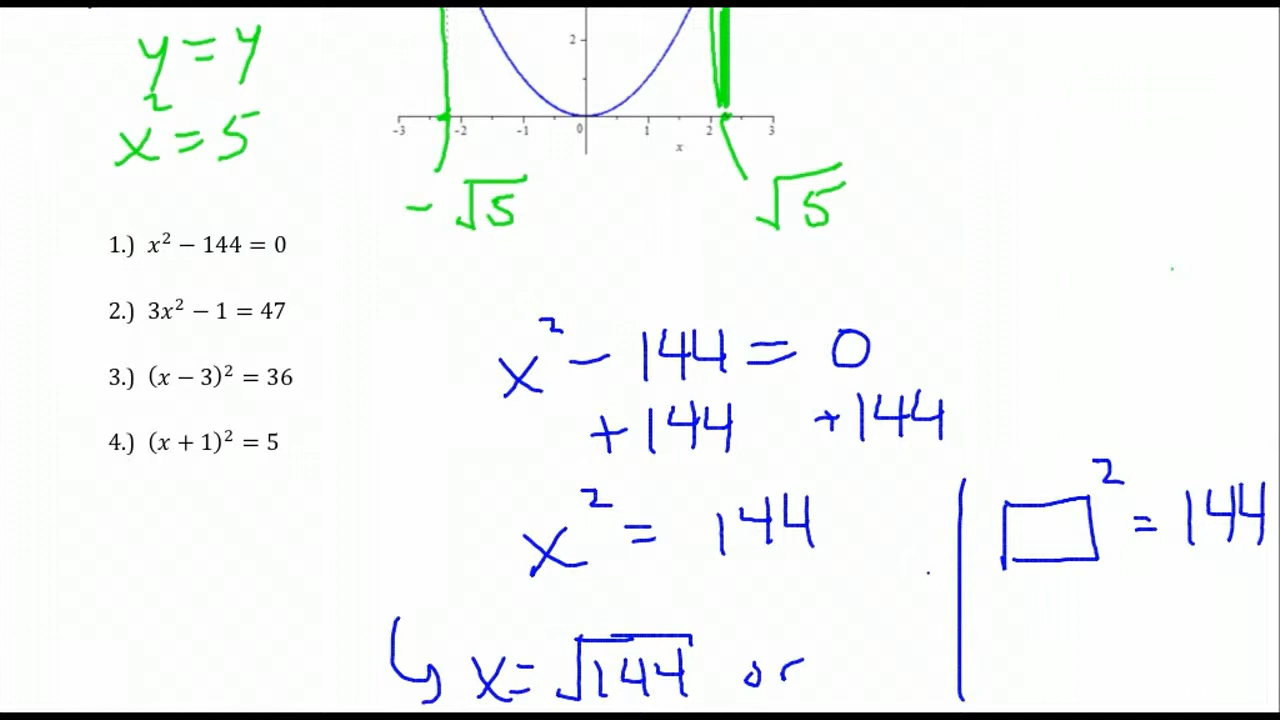 y = y
x² = 5
2
-3 -2 -1 0 1 2 3
x
-√5
√5
1.) x² − 144 = 0
2.) 3x² − 1 = 47
3.) (x − 3)² = 36
4.) (x + 1)² = 5
x² − 144 = 0
+144 +144
x² = 144
□² = 144
x = √144 or